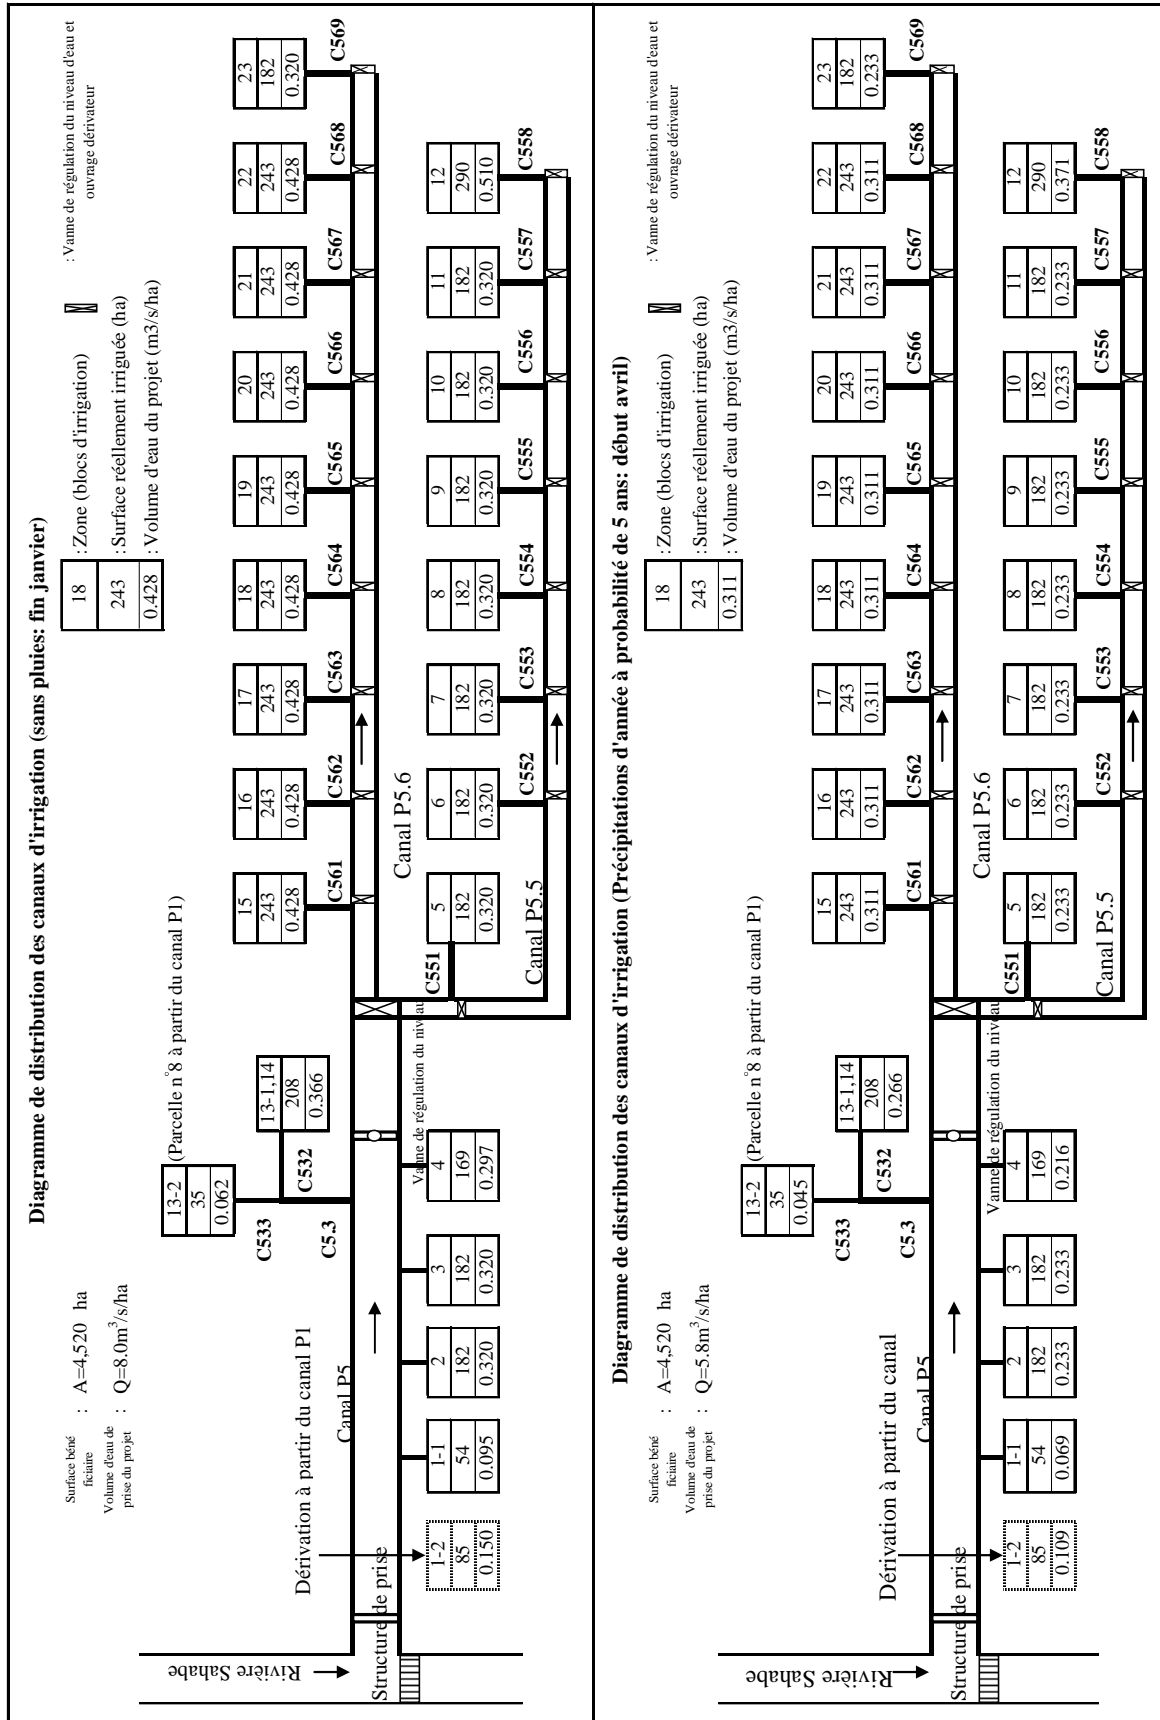 Diagramme de distribution des canaux d'irrigation (sans pluies: fin janvier)
Surface béné
ficiaire
: A=4,520 ha
Volume d'eau de
prise du projet
: Q=8.0m³/s/ha
18
243
0.428
: Zone (blocs d'irrigation)
: Surface réellement irriguée (ha)
: Volume d'eau du projet (m3/s/ha)
: Vanne de régulation du niveau d'eau et
ouvrage dérivateur
13-2
35
0.062
(Parcelle n°8 à partir du canal P1)
C533
13-1,14
208
0.366
C532
C5.3
15
243
0.428
C561
16
243
0.428
C562
17
243
0.428
C563
18
243
0.428
C564
19
243
0.428
C565
20
243
0.428
C566
21
243
0.428
C567
22
243
0.428
C568
23
182
0.320
C569
Dérivation à partir du canal P1
Canal P5
Rivière Sahabe
Structure de prise
Vanne de régulation du niveau
Canal P5.6
Canal P5.5
1-2
85
0.150
1-1
54
0.095
2
182
0.320
3
182
0.320
4
169
0.297
C551
5
182
0.320
6
182
0.320
C552
7
182
0.320
C553
8
182
0.320
C554
9
182
0.320
C555
10
182
0.320
C556
11
182
0.320
C557
12
290
0.510
C558
Diagramme de distribution des canaux d'irrigation (Précipitations d'année à probabilité de 5 ans: début avril)
Surface béné
ficiaire
: A=4,520 ha
Volume d'eau de
prise du projet
: Q=5.8m³/s/ha
18
243
0.311
: Zone (blocs d'irrigation)
: Surface réellement irriguée (ha)
: Volume d'eau du projet (m3/s/ha)
: Vanne de régulation du niveau d'eau et
ouvrage dérivateur
13-2
35
0.045
(Parcelle n°8 à partir du canal P1)
C533
13-1,14
208
0.266
C532
C5.3
15
243
0.311
C561
16
243
0.311
C562
17
243
0.311
C563
18
243
0.311
C564
19
243
0.311
C565
20
243
0.311
C566
21
243
0.311
C567
22
243
0.311
C568
23
182
0.233
C569
Dérivation à partir du canal
Canal P5
Rivière Sahabe
Structure de prise
Vanne de régulation du niveau
Canal P5.6
Canal P5.5
1-2
85
0.109
1-1
54
0.069
2
182
0.233
3
182
0.233
4
169
0.216
C551
5
182
0.233
6
182
0.233
C552
7
182
0.233
C553
8
182
0.233
C554
9
182
0.233
C555
10
182
0.233
C556
11
182
0.233
C557
12
290
0.371
C558